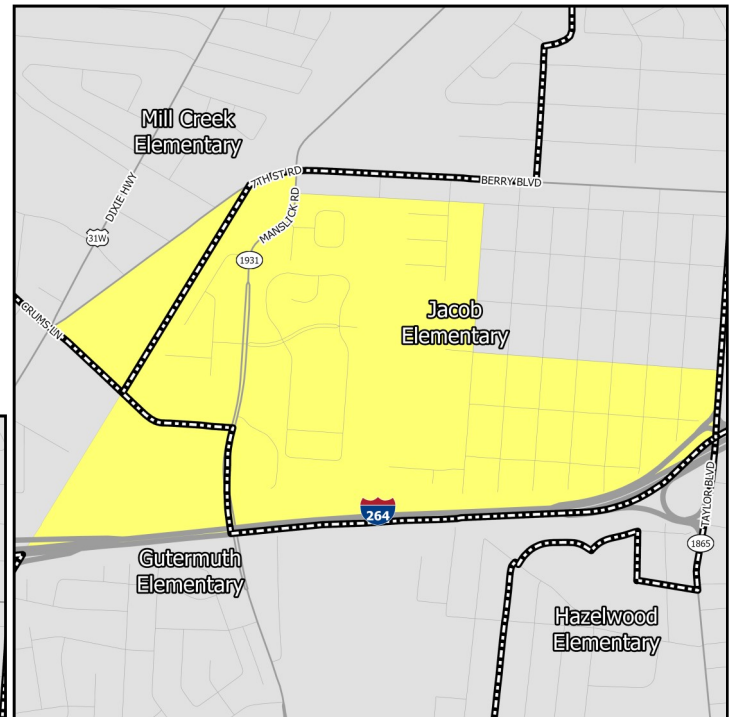 Mill Creek
Elementary
7TH ST RD
BERRY BLVD
DIXIE HWY
MANSLICK RD
31W
1931
CRUMS LN
Jacob
Elementary
264
TAYLOR BLVD
1865
Gutermuth
Elementary
Hazelwood
Elementary